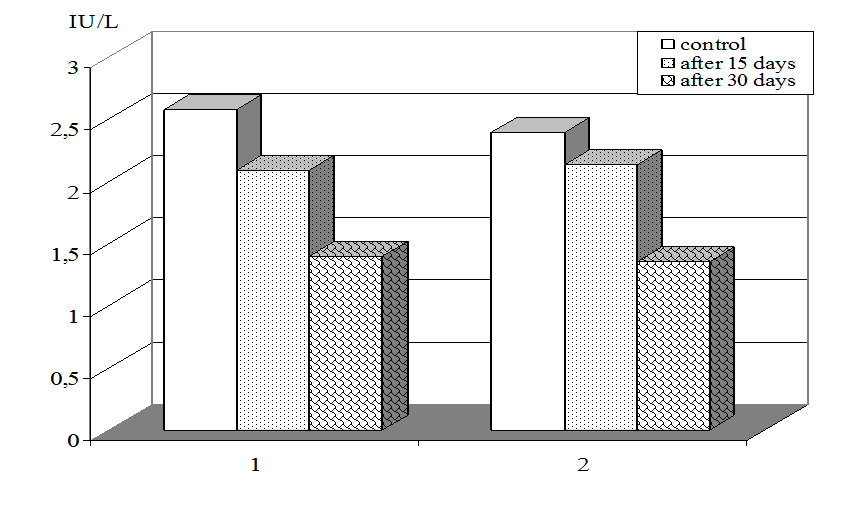 IU/L
control
after 15 days
after 30 days
3
2,5
2
1,5
1
0,5
0
1
2